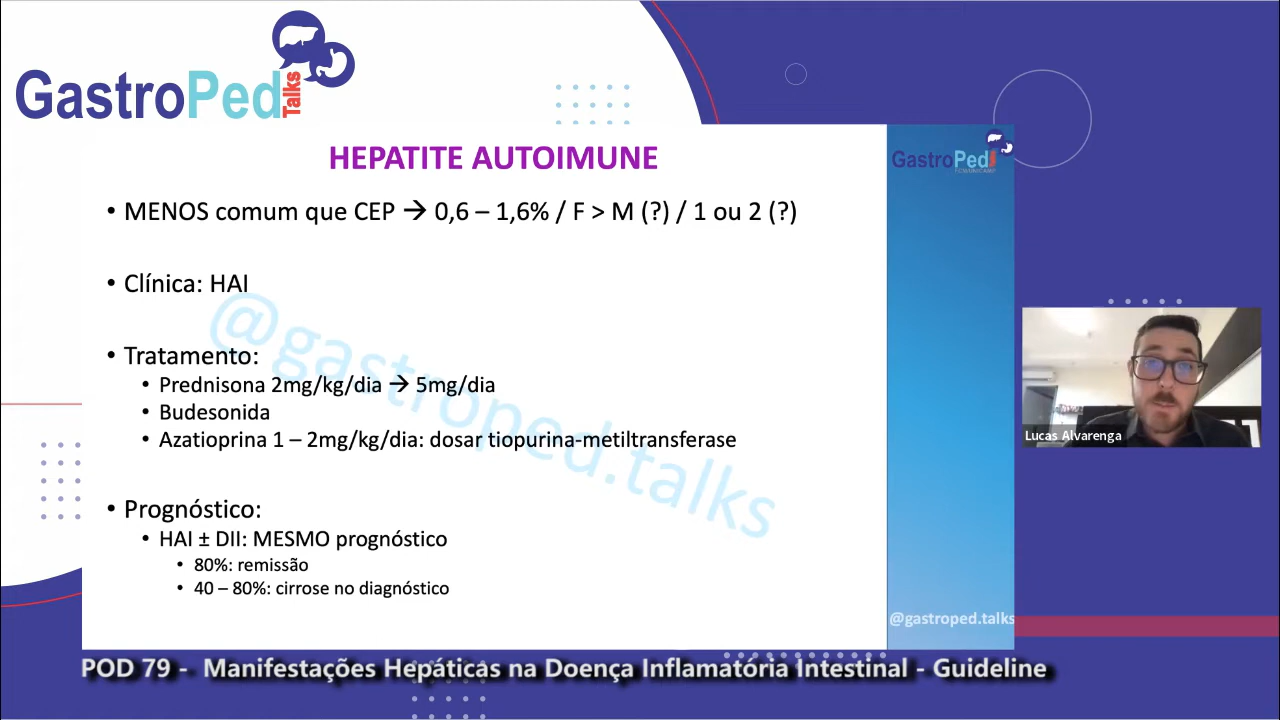 GastroPed
Talks
HEPATITE AUTOIMUNE
GastroPed
• MENOS comum que CEP → 0,6 – 1,6% / F > M (?) / 1 ou 2 (?)
• Clínica: HAI
• Tratamento:
• Prednisona 2mg/kg/dia → 5mg/dia
• Budesonida
• Azatioprina 1 – 2mg/kg/dia: dosar tiopurina-metiltransferase
@gastroped.talks
• Prognóstico:
• HAI ± DII: MESMO prognóstico
• 80%: remissão
• 40 – 80%: cirrose no diagnóstico
Lucas Alvarenga
@gastroped.talks
POD 79 - Manifestações Hepáticas na Doença Inflamatória Intestinal - Guideline